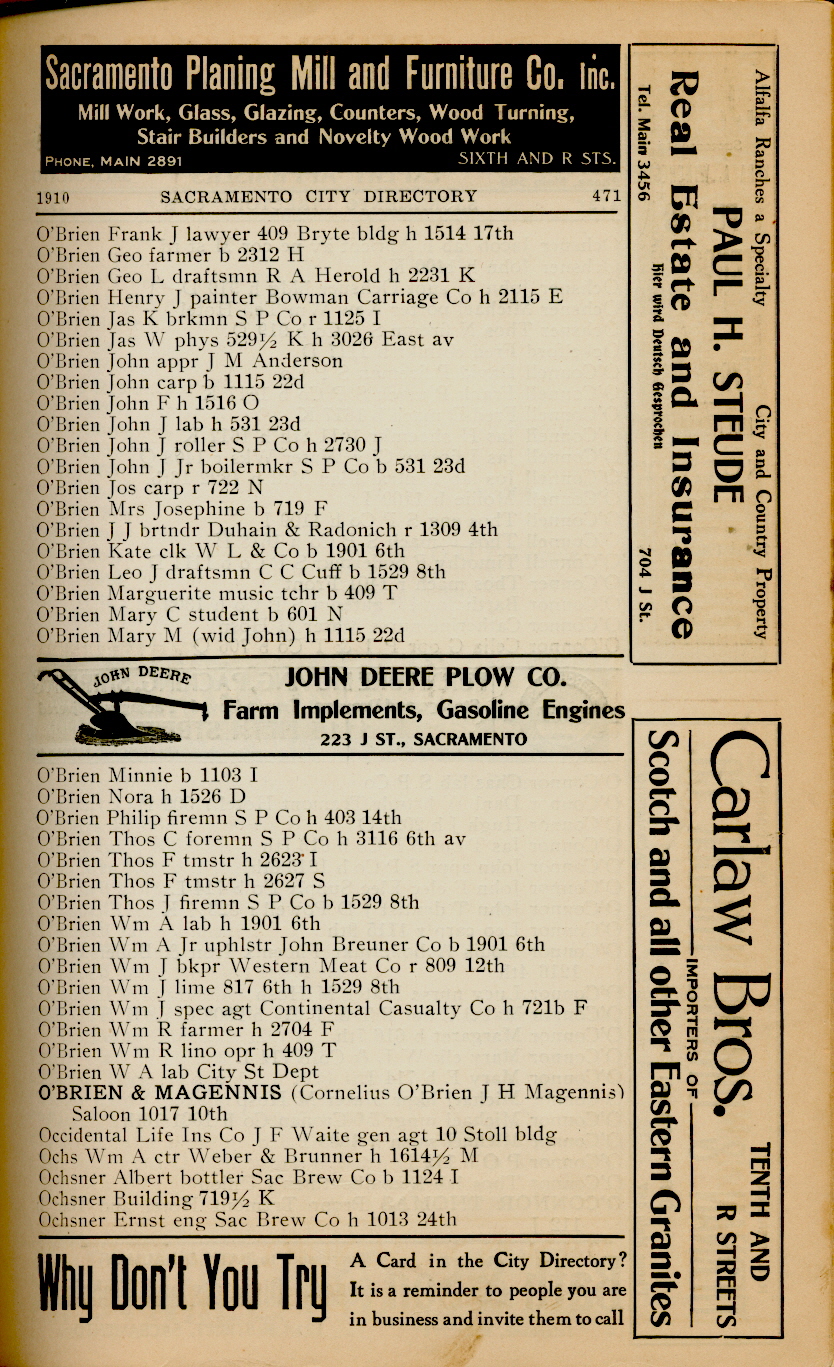 Sacramento Planing Mill and Furniture Co. Inc.
Mill Work, Glass, Glazing, Counters, Wood Turning,
Stair Builders and Novelty Wood Work
PHONE, MAIN 2891 SIXTH AND R STS.
1910 SACRAMENTO CITY DIRECTORY 471
O'Brien Frank J lawyer 409 Bryte bldg h 1514 17th
O'Brien Geo farmer b 2312 H
O'Brien Geo L draftsmn R A Herold h 2231 K
O'Brien Henry J painter Bowman Carriage Co h 2115 E
O'Brien Jas K brkmn S P Co r 1125 I
O'Brien Jas W phys 529½ K h 3026 East av
O'Brien John appr J M Anderson
O'Brien John carp b 1115 22d
O'Brien John F h 1516 O
O'Brien John J lab h 531 23d
O'Brien John J roller S P Co h 2730 J
O'Brien John J Jr boilermkr S P Co b 531 23d
O'Brien Jos carp r 722 N
O'Brien Mrs Josephine b 719 F
O'Brien J J brtndr Duhain & Radonich r 1309 4th
O'Brien Kate clk W L & Co b 1901 6th
O'Brien Leo J draftsmn C C Cuff b 1529 8th
O'Brien Marguerite music tchr b 409 T
O'Brien Mary C student b 601 N
O'Brien Mary M (wid John) h 1115 22d
JOHN DEERE
JOHN DEERE PLOW CO.
Farm Implements, Gasoline Engines
223 J ST., SACRAMENTO
O'Brien Minnie b 1103 I
O'Brien Nora h 1526 D
O'Brien Philip firemn S P Co h 403 14th
O'Brien Thos C foremn S P Co h 3116 6th av
O'Brien Thos F tmstr h 2623 I
O'Brien Thos F tmstr h 2627 S
O'Brien Thos J firemn S P Co b 1529 8th
O'Brien Wm A lab h 1901 6th
O'Brien Wm A Jr uphlstr John Breuner Co b 1901 6th
O'Brien Wm J bkpr Western Meat Co r 809 12th
O'Brien Wm J lime 817 6th h 1529 8th
O'Brien Wm J spec agt Continental Casualty Co h 721b F
O'Brien Wm R farmer h 2704 F
O'Brien Wm R lino opr h 409 T
O'Brien W A lab City St Dept
O'BRIEN & MAGENNIS (Cornelius O'Brien J H Magennis)
Saloon 1017 10th
Occidental Life Ins Co J F Waite gen agt 10 Stoll bldg
Ochs Wm A ctr Weber & Brunner h 1614½ M
Ochsner Albert bottler Sac Brew Co b 1124 I
Ochsner Building 719½ K
Ochsner Ernst eng Sac Brew Co h 1013 24th
Why Don't You Try
A Card in the City Directory?
It is a reminder to people you are
in business and invite them to call
Alfalfa Ranches a Specialty City and Country Property
PAUL H. STEUDE
Real Estate and Insurance
Tel. Main 3456 Hier wird Deutsch Gesprochen 704 J St.
Carlaw Bros. TENTH AND
R STREETS
IMPORTERS OF
Scotch and all other Eastern Granites